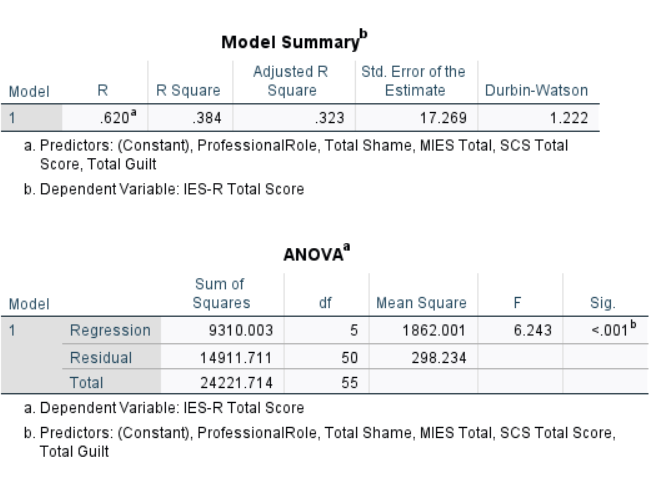 Model Summaryb
Model R R Square Adjusted R Square Std. Error of the Estimate Durbin-Watson
1 .620a .384 .323 17.269 1.222
a. Predictors: (Constant), ProfessionalRole, Total Shame, MIES Total, SCS Total
Score, Total Guilt
b. Dependent Variable: IES-R Total Score
ANOVAa
Model Sum of Squares df Mean Square F Sig.
1 Regression 9310.003 5 1862.001 6.243 <.001b
Residual 14911.711 50 298.234
Total 24221.714 55
a. Dependent Variable: IES-R Total Score
b. Predictors: (Constant), ProfessionalRole, Total Shame, MIES Total, SCS Total Score,
Total Guilt